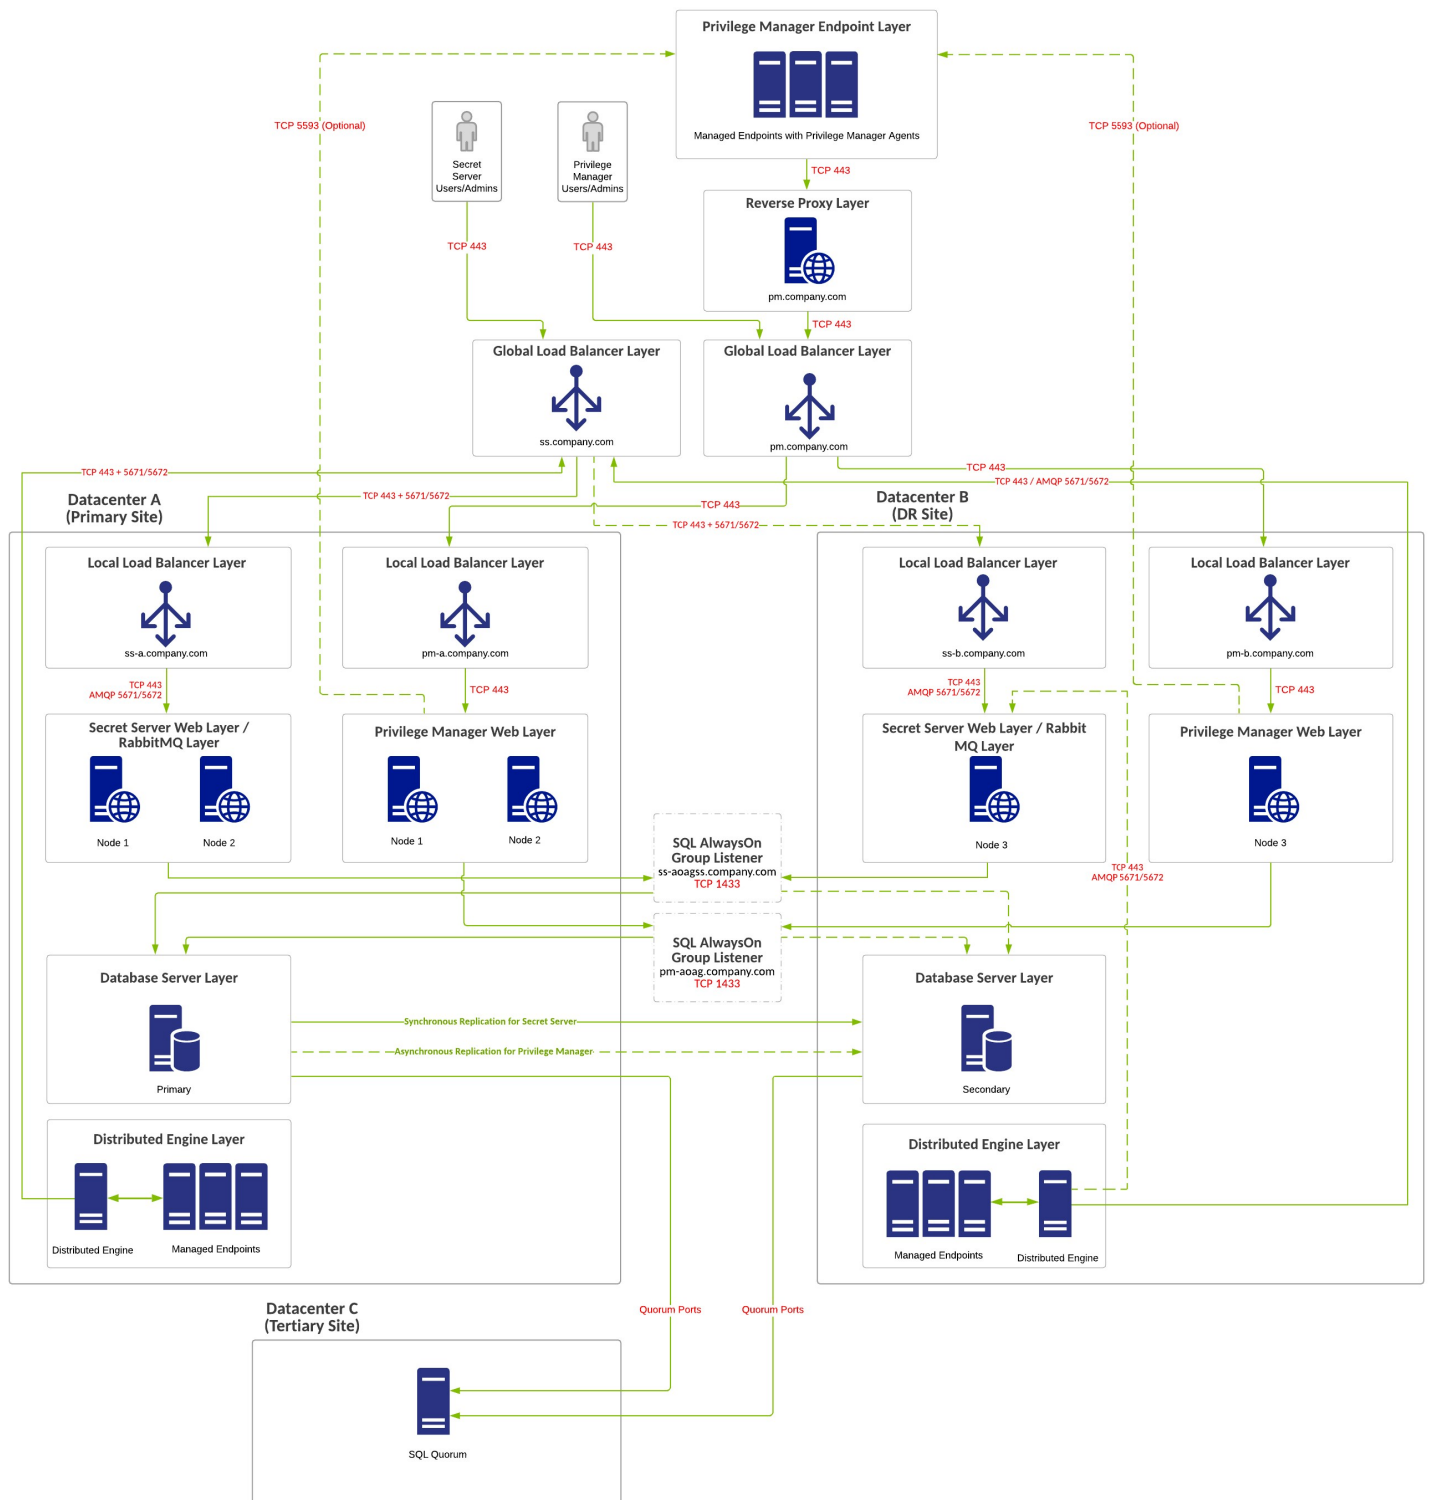 Privilege Manager Endpoint Layer
Managed Endpoints with Privilege Manager Agents
TCP 5593 (Optional)
TCP 5593 (Optional)
Secret
Server
Users/Admins
Privilege
Manager
Users/Admins
TCP 443
Reverse Proxy Layer
pm.company.com
TCP 443
TCP 443
TCP 443
Global Load Balancer Layer
ss.company.com
Global Load Balancer Layer
pm.company.com
TCP 443 + 5671/5672
TCP 443
TCP 443 / AMQP 5671/5672
TCP 443 + 5671/5672
TCP 443
TCP 443 + 5671/5672
Datacenter A
(Primary Site)
Datacenter B
(DR Site)
Local Load Balancer Layer
ss-a.company.com
Local Load Balancer Layer
pm-a.company.com
Local Load Balancer Layer
ss-b.company.com
Local Load Balancer Layer
pm-b.company.com
TCP 443
AMQP 5671/5672
TCP 443
TCP 443
AMQP 5671/5672
TCP 443
Secret Server Web Layer /
RabbitMQ Layer
Node 1
Node 2
Privilege Manager Web Layer
Node 1
Node 2
Secret Server Web Layer / Rabbit
MQ Layer
Node 3
Privilege Manager Web Layer
Node 3
SQL AlwaysOn
Group Listener
ss-aoagss.company.com
TCP 1433
TCP 443
AMQP 5671/5672
SQL AlwaysOn
Group Listener
pm-aoag.company.com
TCP 1433
Database Server Layer
Primary
Database Server Layer
Secondary
Synchronous Replication for Secret Server
Asynchronous Replication for Privilege Manager
Distributed Engine Layer
Distributed Engine
Managed Endpoints
Distributed Engine Layer
Managed Endpoints
Distributed Engine
Quorum Ports
Quorum Ports
Datacenter C
(Tertiary Site)
SQL Quorum